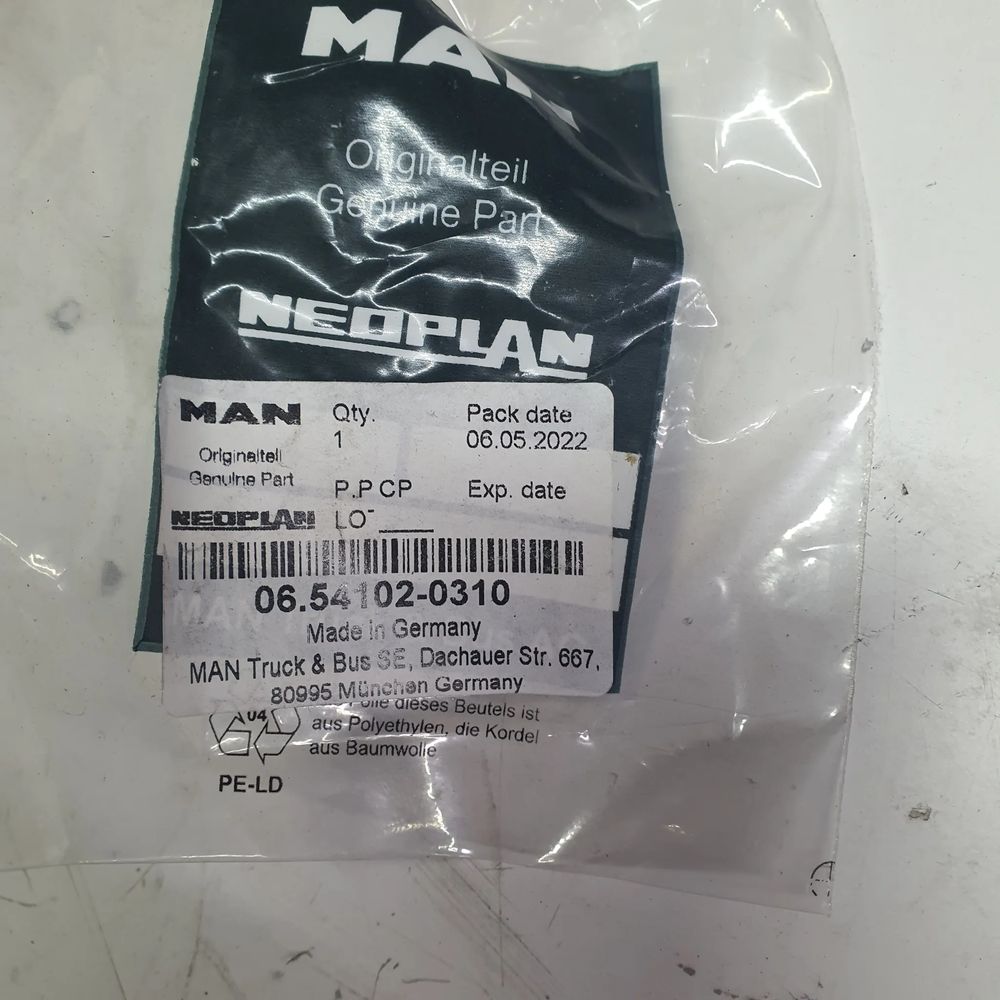 MAN
Originalteil
Genuine Part
NEOPLAN
MAN
Originalteil
Genuine Part
NEOPLAN
Qty.
1
Pack date
06.05.2022
P.P CP
Exp. date
06.54102-0310
Made in Germany
MAN Truck & Bus SE, Dachauer Str. 667,
80995 München Germany
04
PE-LD
dieses Beutels ist
aus Polyethylen, die Kordel
aus Baumwolle